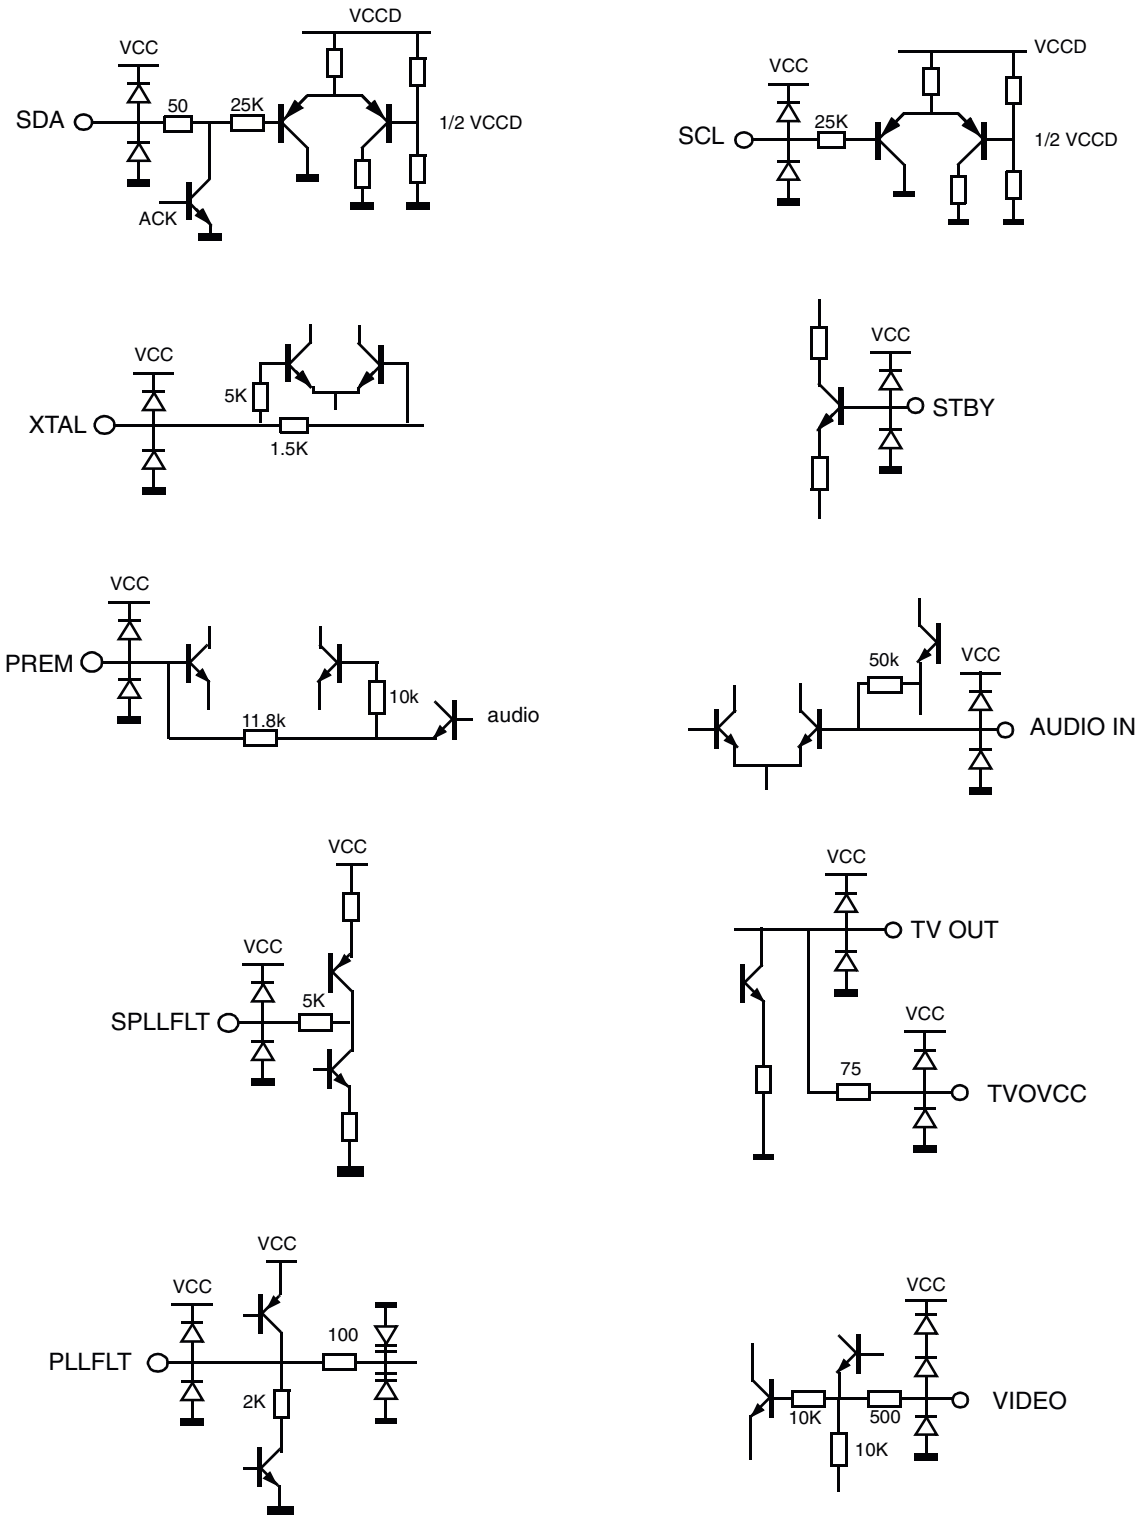 VCCD
VCC
SDA
50
25K
1/2 VCCD
ACK
VCCD
VCC
SCL
25K
1/2 VCCD
VCC
XTAL
5K
1.5K
VCC
STBY
VCC
PREM
11.8k
10k
audio
50k
VCC
AUDIO IN
VCC
VCC
SPLLFLT
5K
VCC
TV OUT
VCC
75
TVOVCC
VCC
VCC
PLLFLT
100
2K
VCC
10K
500
VIDEO
10K